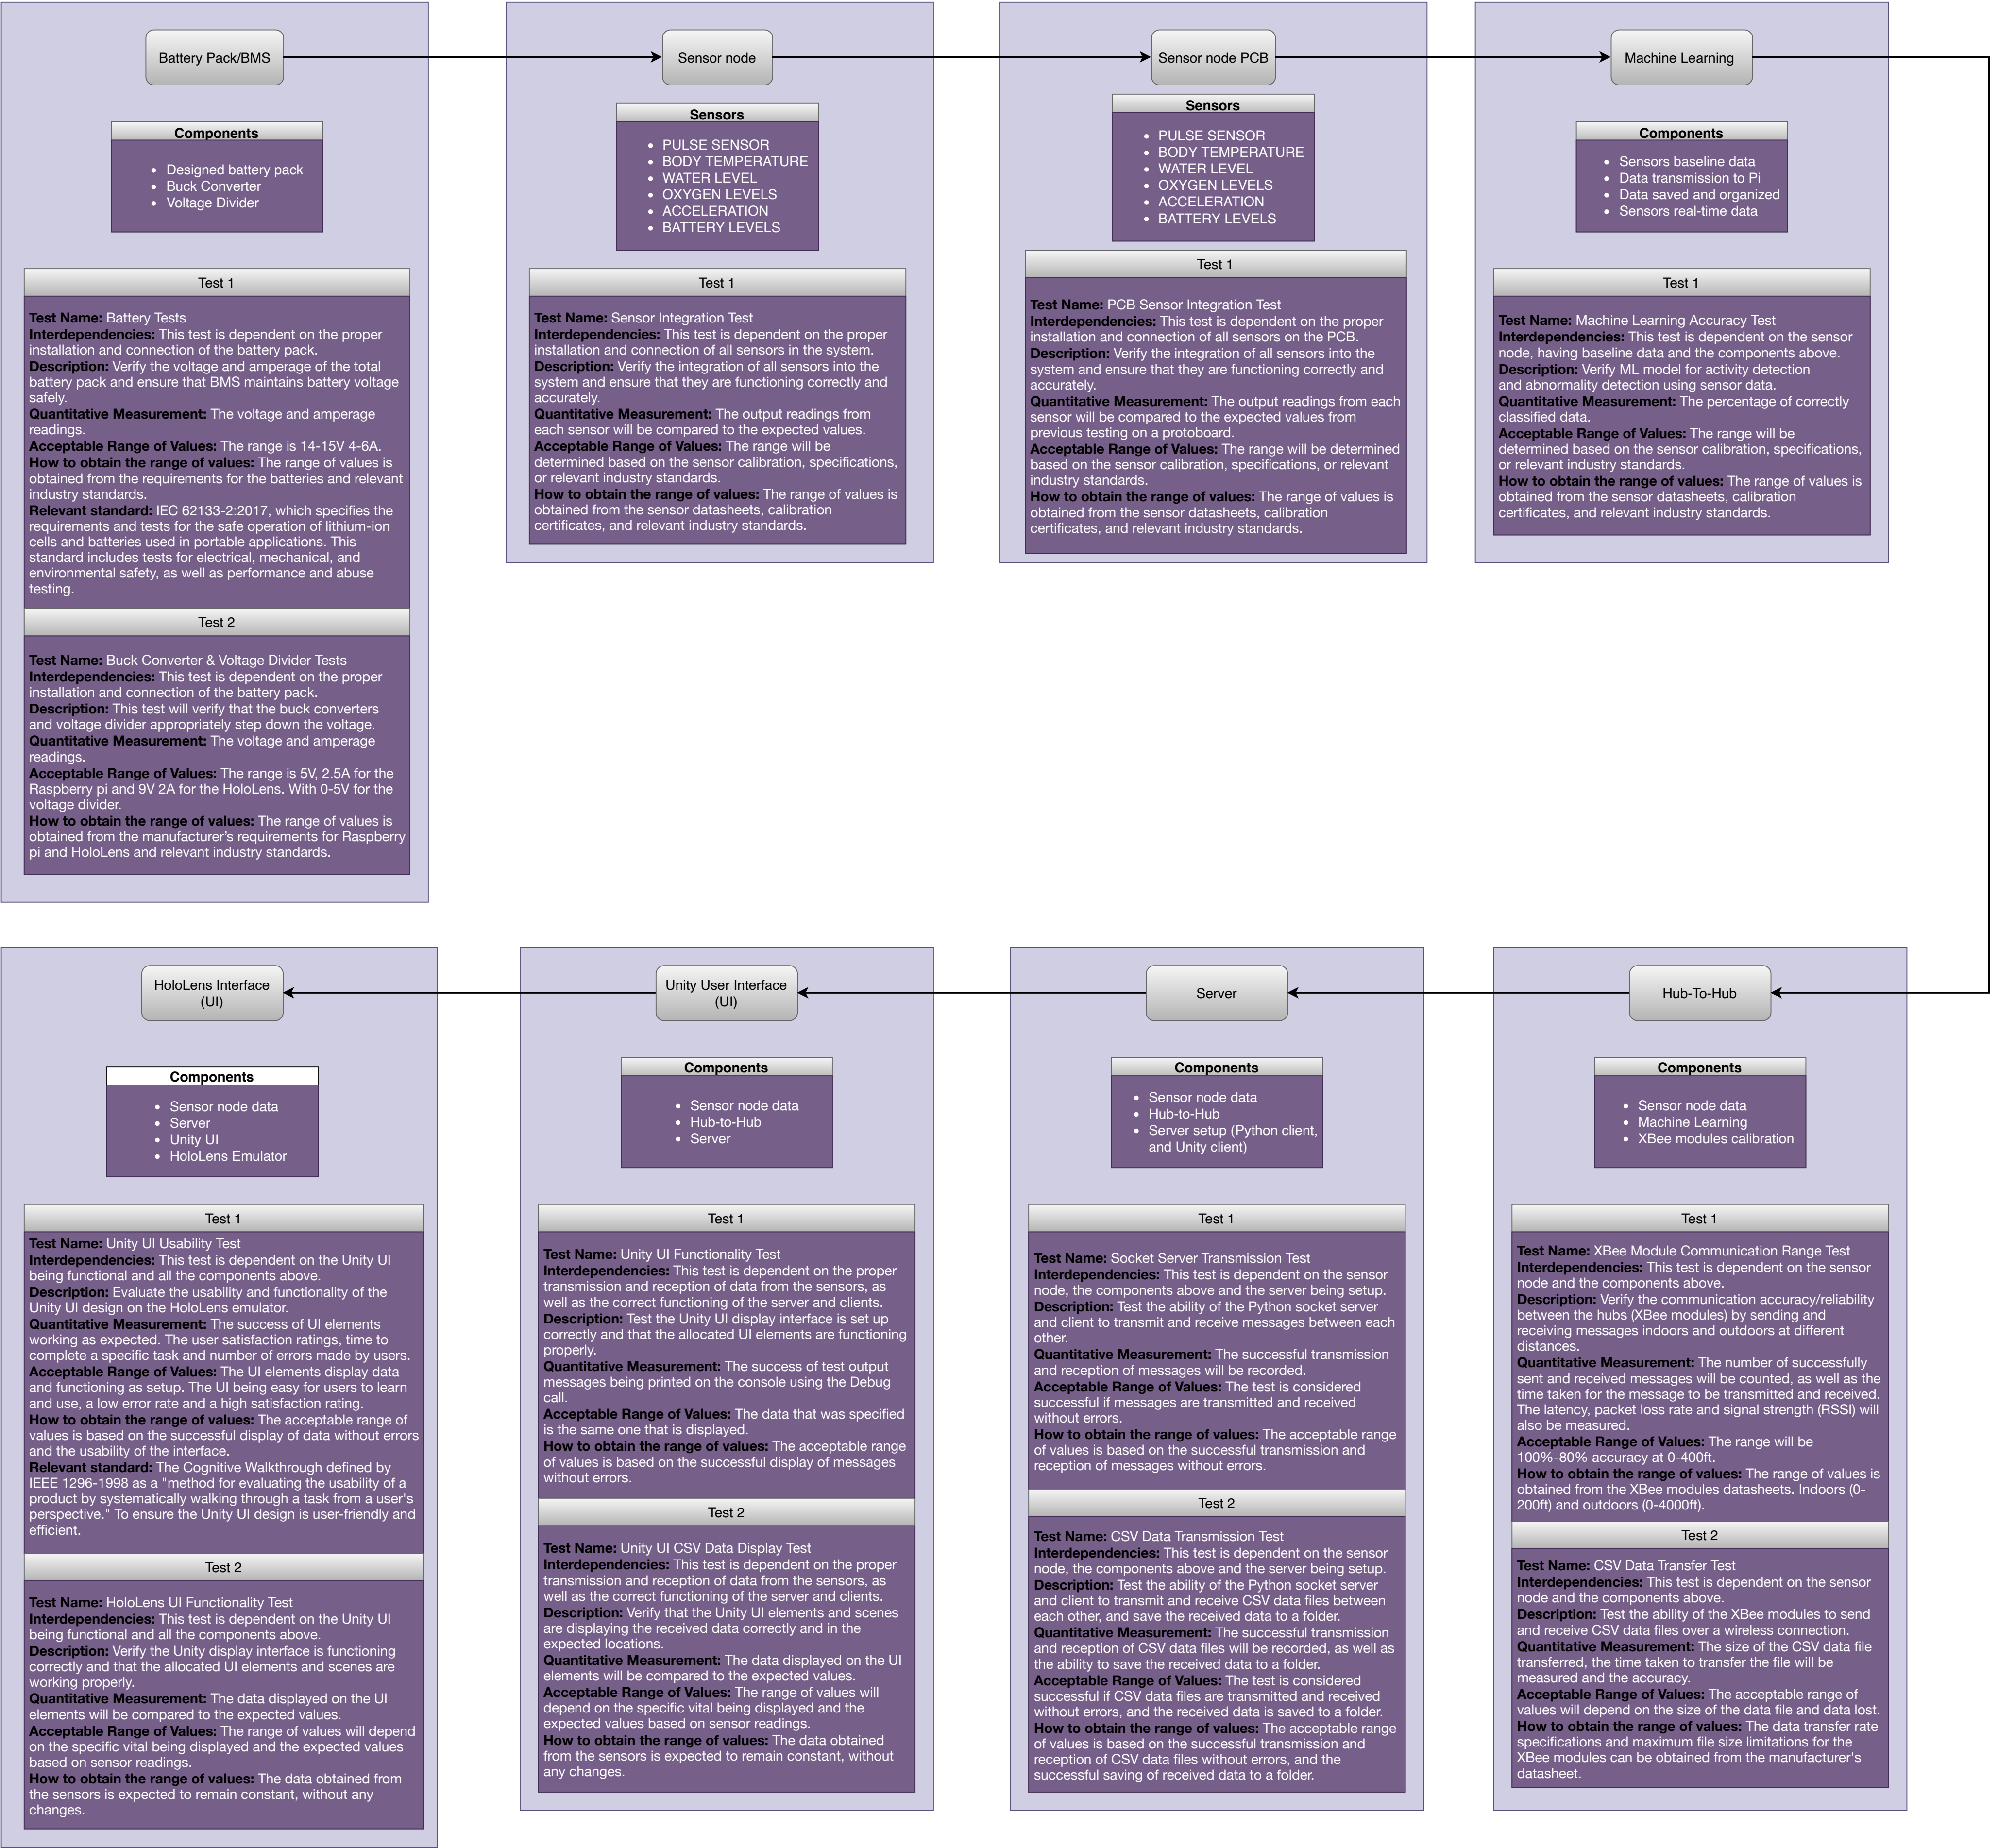 Battery Pack/BMS
Components
Designed battery pack
Buck Converter
Voltage Divider
Test 1
Test Name: Battery Tests
Interdependencies: This test is dependent on the proper
installation and connection of the battery pack.
Description: Verify the voltage and amperage of the total
battery pack and ensure that BMS maintains battery voltage
safely.
Quantitative Measurement: The voltage and amperage
readings.
Acceptable Range of Values: The range is 14-15V 4-6A.
How to obtain the range of values: The range of values is
obtained from the requirements for the batteries and relevant
industry standards.
Relevant standard: IEC 62133-2:2017, which specifies the
requirements and tests for the safe operation of lithium-ion
cells and batteries used in portable applications. This
standard includes tests for electrical, mechanical, and
environmental safety, as well as performance and abuse
testing.
Test 2
Test Name: Buck Converter & Voltage Divider Tests
Interdependencies: This test is dependent on the proper
installation and connection of the battery pack.
Description: This test will verify that the buck converters
and voltage divider appropriately step down the voltage.
Quantitative Measurement: The voltage and amperage
readings.
Acceptable Range of Values: The range is 5V, 2.5A for the
Raspberry pi and 9V 2A for the HoloLens. With 0-5V for the
voltage divider.
How to obtain the range of values: The range of values is
obtained from the manufacturer's requirements for Raspberry
pi and HoloLens and relevant industry standards.
Sensor node
Sensors
PULSE SENSOR
BODY TEMPERATURE
WATER LEVEL
OXYGEN LEVELS
ACCELERATION
BATTERY LEVELS
Test 1
Test Name: Sensor Integration Test
Interdependencies: This test is dependent on the proper
installation and connection of all sensors in the system.
Description: Verify the integration of all sensors into the
system and ensure that they are functioning correctly and
accurately.
Quantitative Measurement: The output readings from
each sensor will be compared to the expected values.
Acceptable Range of Values: The range will be
determined based on the sensor calibration, specifications,
or relevant industry standards.
How to obtain the range of values: The range of values is
obtained from the sensor datasheets, calibration
certificates, and relevant industry standards.
Sensor node PCB
Sensors
PULSE SENSOR
BODY TEMPERATURE
WATER LEVEL
OXYGEN LEVELS
ACCELERATION
BATTERY LEVELS
Test 1
Test Name: PCB Sensor Integration Test
Interdependencies: This test is dependent on the proper
installation and connection of all sensors on the PCB.
Description: Verify the integration of all sensors into the
system and ensure that they are functioning correctly and
accurately.
Quantitative Measurement: The output readings from each
sensor will be compared to the expected values from
previous testing on a protoboard.
Acceptable Range of Values: The range will be determined
based on the sensor calibration, specifications, or relevant
industry standards.
How to obtain the range of values: The range of values is
obtained from the sensor datasheets, calibration
certificates, and relevant industry standards.
Machine Learning
Components
Sensors baseline data
Data transmission to Pi
Data saved and organized
Sensors real-time data
Test 1
Test Name: Machine Learning Accuracy Test
Interdependencies: This test is dependent on the sensor
node, having baseline data and the components above.
Description: Verify ML model for activity detection
and abnormality detection using sensor data.
Quantitative Measurement: The percentage of correctly
classified data.
Acceptable Range of Values: The range will be
determined based on the sensor calibration, specifications,
or relevant industry standards.
How to obtain the range of values: The range of values is
obtained from the sensor datasheets, calibration
certificates, and relevant industry standards.
HoloLens Interface
(UI)
Components
Sensor node data
Server
Unity UI
HoloLens Emulator
Test 1
Test Name: Unity UI Usability Test
Interdependencies: This test is dependent on the Unity UI
being functional and all the components above.
Description: Evaluate the usability and functionality of the
Unity UI design on the HoloLens emulator.
Quantitative Measurement: The success of UI elements
working as expected. The user satisfaction ratings, time to
complete a specific task and number of errors made by users.
Acceptable Range of Values: The UI elements display data
and functioning as setup. The UI being easy for users to learn
and use, a low error rate and a high satisfaction rating.
How to obtain the range of values: The acceptable range of
values is based on the successful display of data without errors
and the usability of the interface.
Relevant standard: The Cognitive Walkthrough defined by
IEEE 1296-1998 as a "method for evaluating the usability of a
product by systematically walking through a task from a user's
perspective." To ensure the Unity UI design is user-friendly and
efficient.
Test 2
Test Name: HoloLens UI Functionality Test
Interdependencies: This test is dependent on the Unity UI
being functional and all the components above.
Description: Verify the Unity display interface is functioning
correctly and that the allocated UI elements and scenes are
working properly.
Quantitative Measurement: The data displayed on the UI
elements will be compared to the expected values.
Acceptable Range of Values: The range of values will depend
on the specific vital being displayed and the expected values
based on sensor readings.
How to obtain the range of values: The data obtained from
the sensors is expected to remain constant, without any
changes.
Unity User Interface
(UI)
Components
Sensor node data
Hub-to-Hub
Server
Test 1
Test Name: Unity UI Functionality Test
Interdependencies: This test is dependent on the proper
transmission and reception of data from the sensors, as
well as the correct functioning of the server and clients.
Description: Test the Unity UI display interface is set up
correctly and that the allocated UI elements are functioning
properly.
Quantitative Measurement: The success of test output
messages being printed on the console using the Debug
call.
Acceptable Range of Values: The data that was specified
is the same one that is displayed.
How to obtain the range of values: The acceptable range
of values is based on the successful display of messages
without errors.
Test 2
Test Name: Unity UI CSV Data Display Test
Interdependencies: This test is dependent on the proper
transmission and reception of data from the sensors, as
well as the correct functioning of the server and clients.
Description: Verify that the Unity UI elements and scenes
are displaying the received data correctly and in the
expected locations.
Quantitative Measurement: The data displayed on the UI
elements will be compared to the expected values.
Acceptable Range of Values: The range of values will
depend on the specific vital being displayed and the
expected values based on sensor readings.
How to obtain the range of values: The data obtained
from the sensors is expected to remain constant, without
any changes.
Server
Components
Sensor node data
Hub-to-Hub
Server setup (Python client,
and Unity client)
Test 1
Test Name: Socket Server Transmission Test
Interdependencies: This test is dependent on the sensor
node, the components above and the server being setup.
Description: Test the ability of the Python socket server
and client to transmit and receive messages between each
other.
Quantitative Measurement: The successful transmission
and reception of messages will be recorded.
Acceptable Range of Values: The test is considered
successful if messages are transmitted and received
without errors.
How to obtain the range of values: The acceptable range
of values is based on the successful transmission and
reception of messages without errors.
Test 2
Test Name: CSV Data Transmission Test
Interdependencies: This test is dependent on the sensor
node, the components above and the server being setup.
Description: Test the ability of the Python socket server
and client to transmit and receive CSV data files between
each other, and save the received data to a folder.
Quantitative Measurement: The successful transmission
and reception of CSV data files will be recorded, as well as
the ability to save the received data to a folder.
Acceptable Range of Values: The test is considered
successful if CSV data files are transmitted and received
without errors, and the received data is saved to a folder.
How to obtain the range of values: The acceptable range
of values is based on the successful transmission and
reception of CSV data files without errors, and the
successful saving of received data to a folder.
Hub-To-Hub
Components
Sensor node data
Machine Learning
XBee modules calibration
Test 1
Test Name: XBee Module Communication Range Test
Interdependencies: This test is dependent on the sensor
node and the components above.
Description: Verify the communication accuracy/reliability
between the hubs (XBee modules) by sending and
receiving messages indoors and outdoors at different
distances.
Quantitative Measurement: The number of successfully
sent and received messages will be counted, as well as the
time taken for the message to be transmitted and received.
The latency, packet loss rate and signal strength (RSSI) will
also be measured.
Acceptable Range of Values: The range will be
100%-80% accuracy at 0-400ft.
How to obtain the range of values: The range of values is
obtained from the XBee modules datasheets. Indoors (0-
200ft) and outdoors (0-4000ft).
Test 2
Test Name: CSV Data Transfer Test
Interdependencies: This test is dependent on the sensor
node and the components above.
Description: Test the ability of the XBee modules to send
and receive CSV data files over a wireless connection.
Quantitative Measurement: The size of the CSV data file
transferred, the time taken to transfer the file will be
measured and the accuracy.
Acceptable Range of Values: The acceptable range of
values will depend on the size of the data file and data lost.
How to obtain the range of values: The data transfer rate
specifications and maximum file size limitations for the
XBee modules can be obtained from the manufacturer's
datasheet.